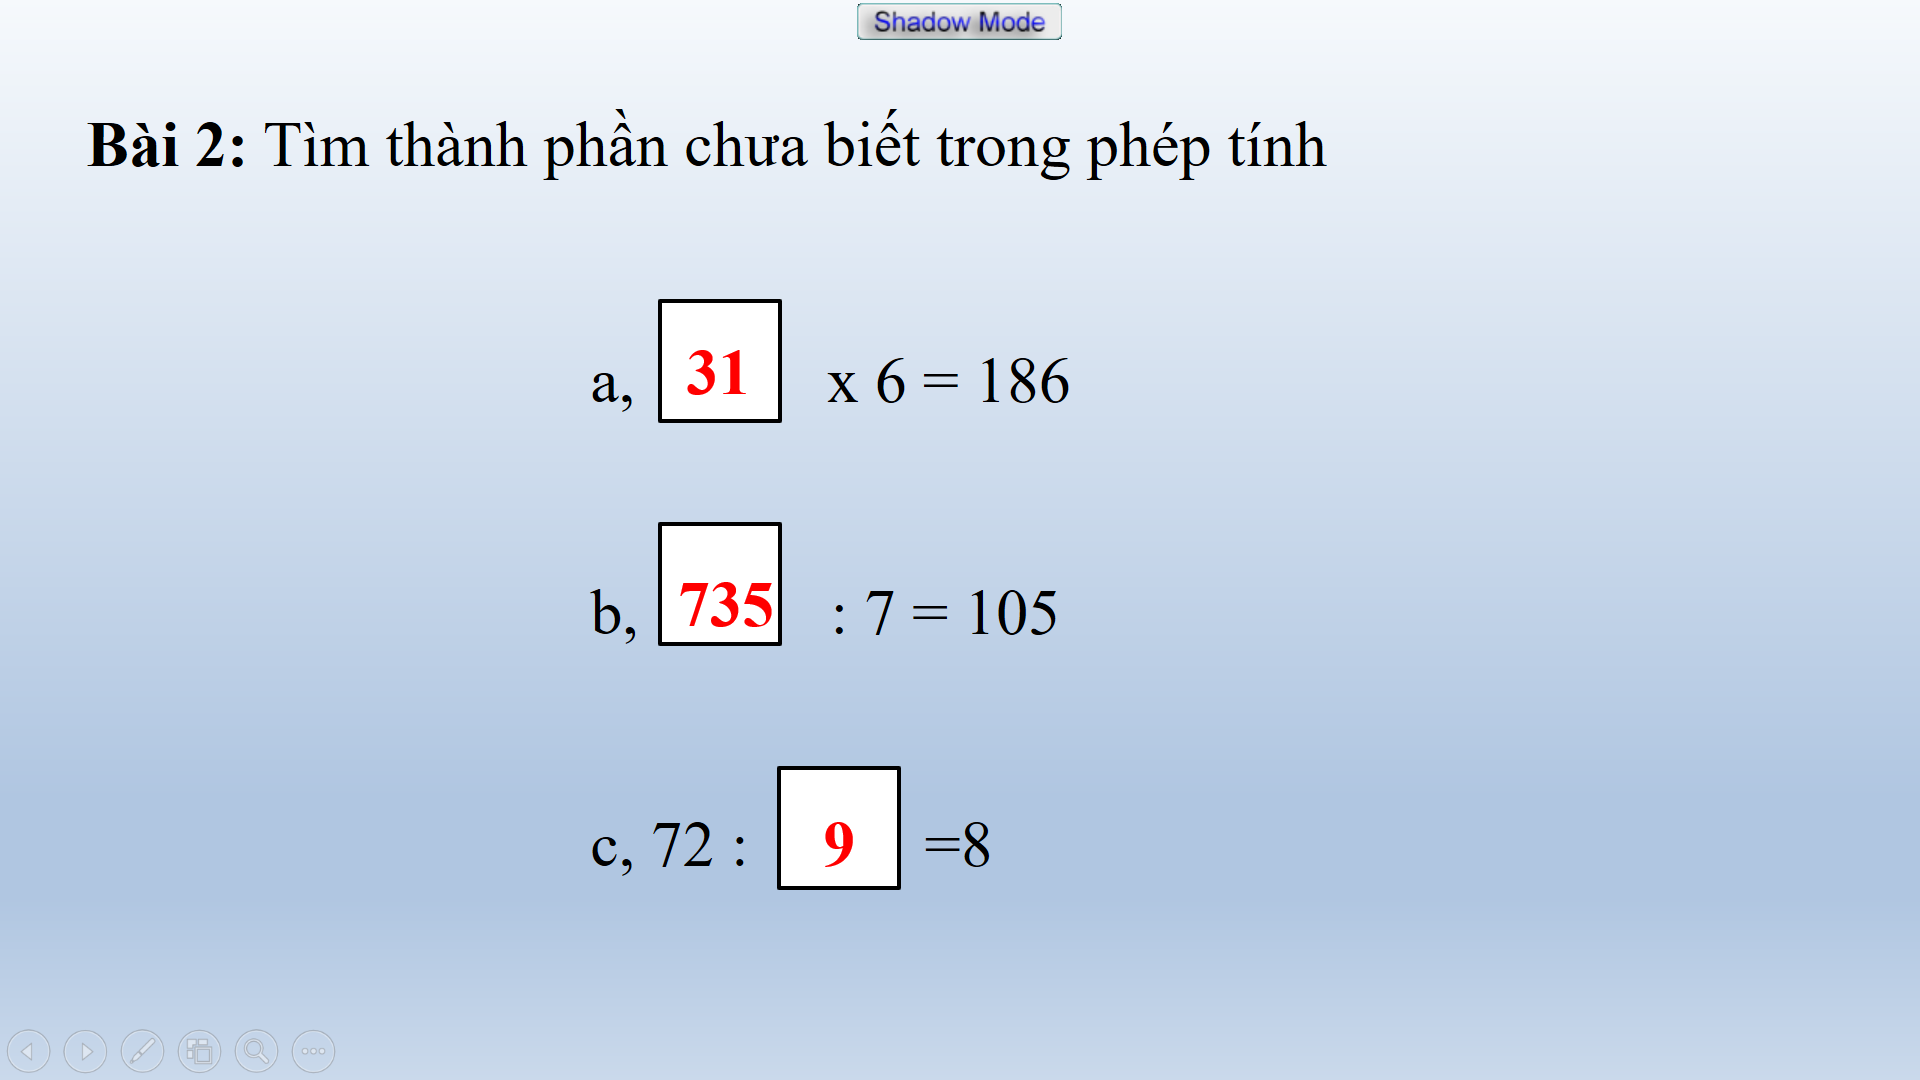 Shadow Mode
Bài 2: Tìm thành phần chưa biết trong phép tính
a, 31 x 6 = 186
b, 735 : 7 = 105
c, 72 : 9 =8